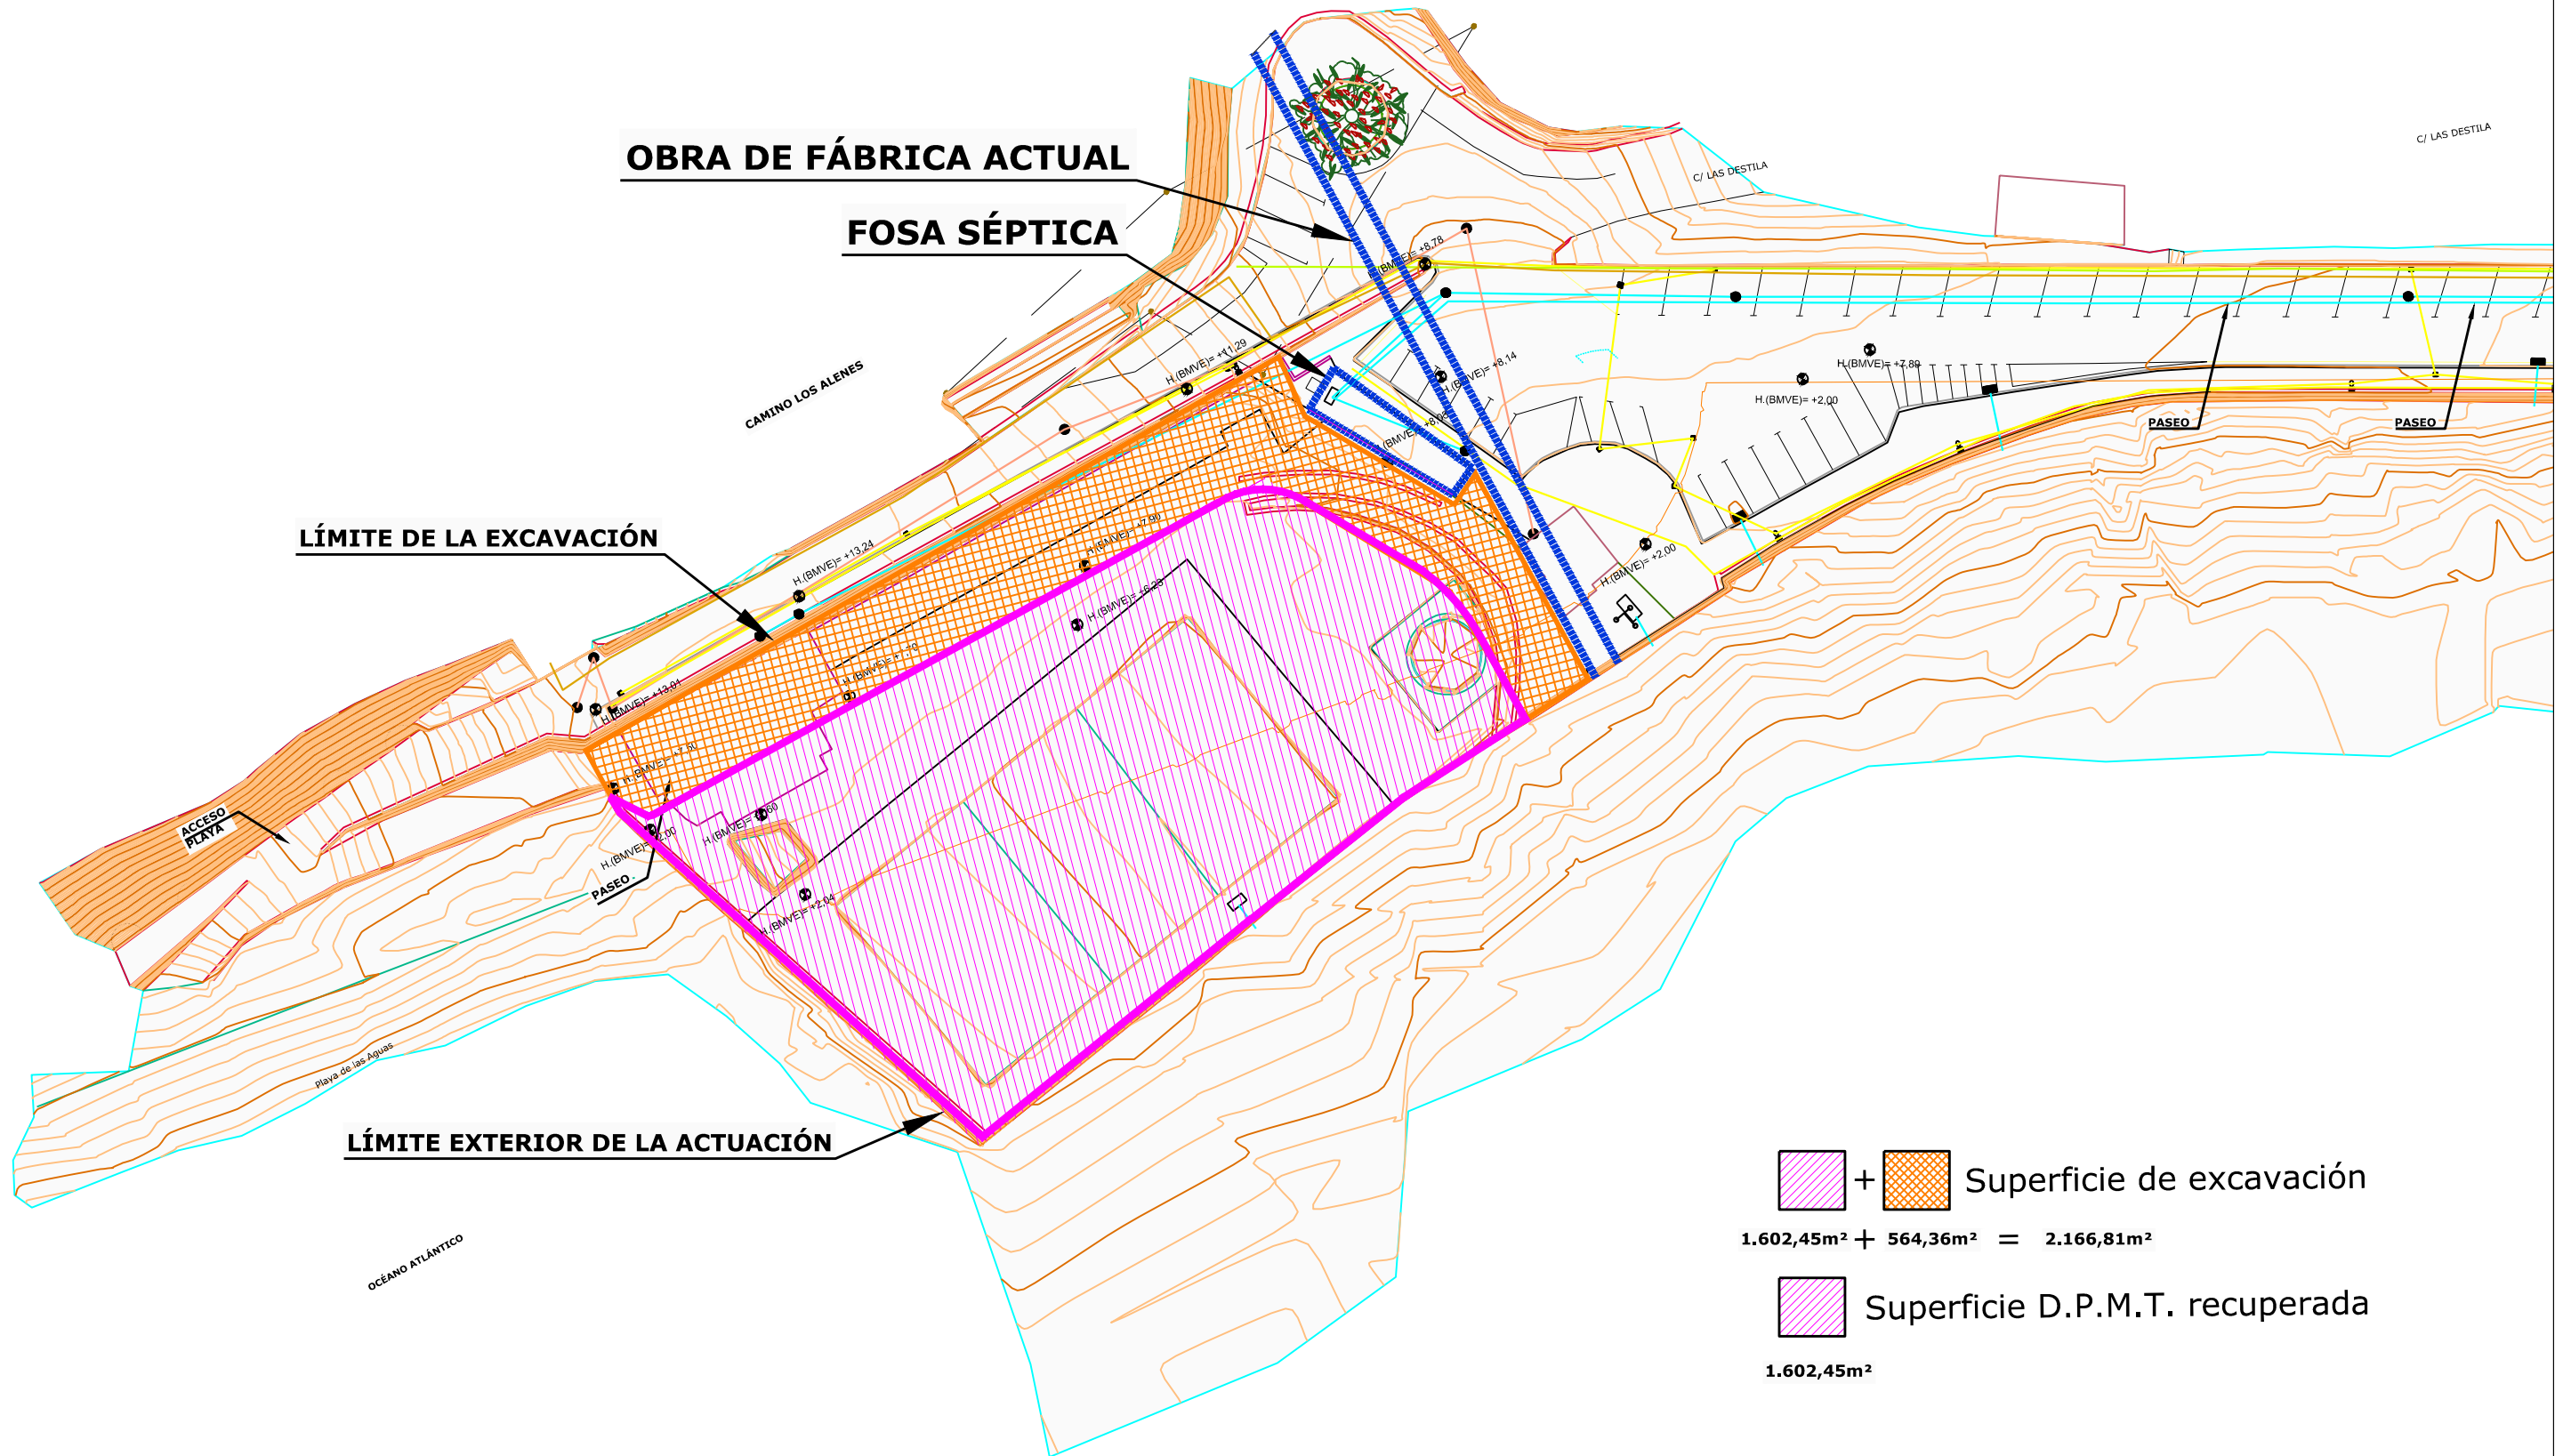 C/ LAS DESTILA
OBRA DE FÁBRICA ACTUAL
C/ LAS DESTILA
FOSA SÉPTICA
H.(BMVE)= +8,78
H.(BMVE)= +11,29
H.(BMVE)= +8,14
H.(BMVE)= +7,89
CAMINO LOS ALENES
H.(BMVE)= +2,00
PASEO
PASEO
LÍMITE DE LA EXCAVACIÓN
H.(BMVE)= +7,90
H.(BMVE)= +13,24
H.(BMVE)= +2,00
H.(BMVE)= +6,23
H.(BMVE)= +13,01
ACCESO
PLAYA
PASEO
H.(BMVE)= +2,04
Playa de las Aguas
LÍMITE EXTERIOR DE LA ACTUACIÓN
OCÉANO ATLÁNTICO
+ Superficie de excavación
1.602,45m² + 564,36m² = 2.166,81m²
Superficie D.P.M.T. recuperada
1.602,45m²